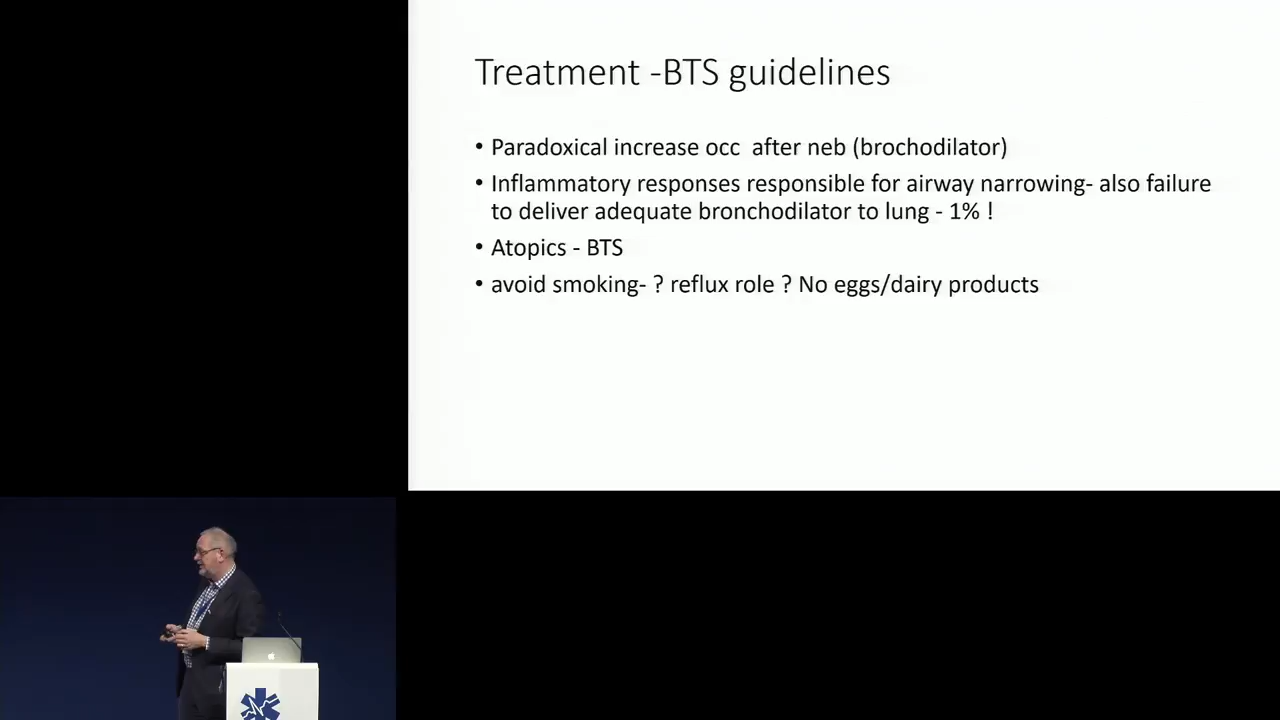 Treatment -BTS guidelines
• Paradoxical increase occ  after neb (brochodilator)
• Inflammatory responses responsible for airway narrowing- also failure
to deliver adequate bronchodilator to lung - 1% !
• Atopics - BTS
• avoid smoking- ? reflux role ? No eggs/dairy products